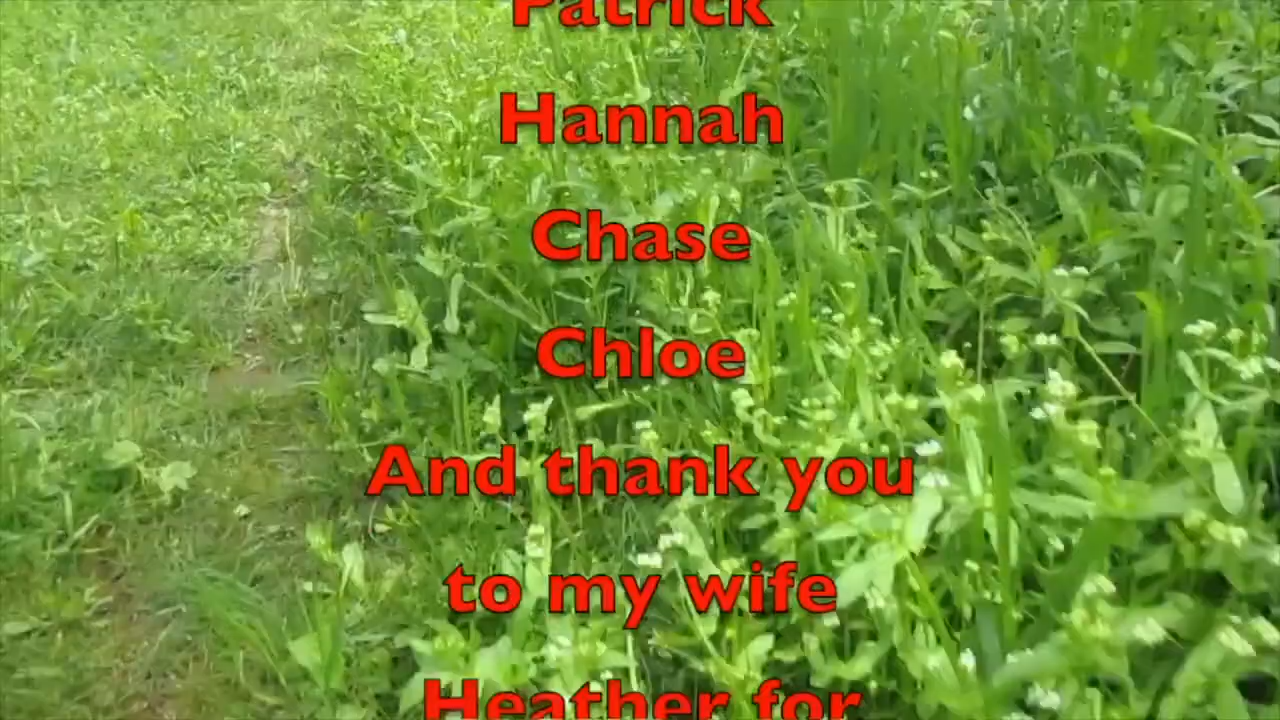 Patrick
Hannah
Chase
Chloe
And thank you
to my wife
Heather for